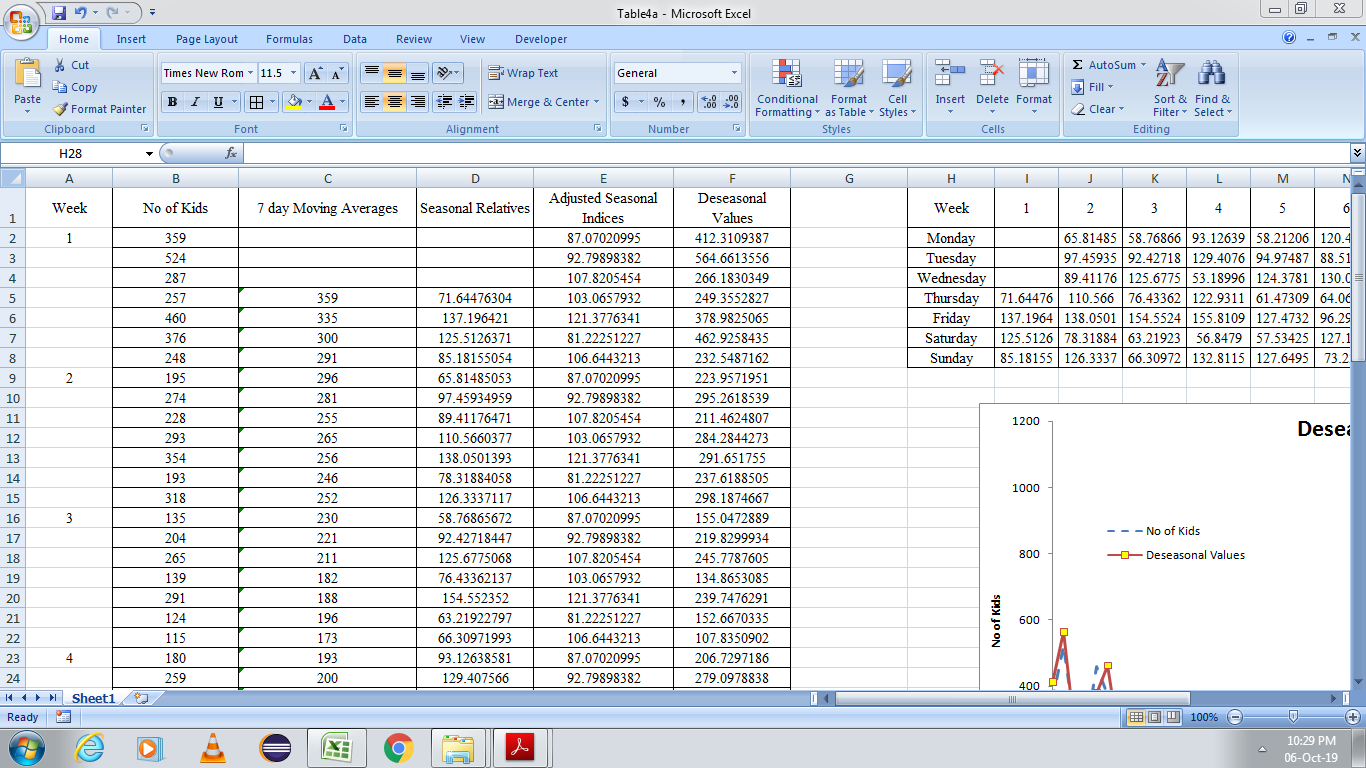 Table4a - Microsoft Excel
Home Insert Page Layout Formulas Data Review View Developer
Paste
Cut
Copy
Format Painter
Clipboard
Times New Rom 11.5
Font
Wrap Text
Merge & Center
Alignment
General
Number
Conditional Formatting
Format as Table
Cell Styles
Styles
Insert Delete Format
Cells
AutoSum
Fill
Clear
Sort & Filter
Find & Select
Editing
H28
fx
A B C D E F G H I J K L M N
1 Week No of Kids 7 day Moving Averages Seasonal Relatives Adjusted Seasonal Indices Deseasonal Values
2 1 359 87.07020995 412.3109387
3 524 92.79898382 564.6613556
4 287 107.8205454 266.1830349
5 257 359 71.64476304 103.0657932 249.3552827
6 460 335 137.196421 121.3776341 378.9825065
7 376 300 125.5126371 81.22251227 462.9258435
8 248 291 85.18155054 106.6443213 232.5487162
9 2 195 296 65.81485053 87.07020995 223.9571951
10 274 281 97.45934959 92.79898382 295.2618539
11 228 255 89.41176471 107.8205454 211.4624807
12 293 265 110.5660377 103.0657932 284.2844273
13 354 256 138.0501393 121.3776341 291.651755
14 193 246 78.31884058 81.22251227 237.6188505
15 318 252 126.3337117 106.6443213 298.1874667
16 3 135 230 58.76865672 87.07020995 155.0472889
17 204 221 92.42718447 92.79898382 219.8299934
18 265 211 125.6775068 107.8205454 245.7787605
19 139 182 76.43362137 103.0657932 134.8653085
20 291 188 154.552352 121.3776341 239.7476291
21 124 196 63.21922797 81.22251227 152.6670335
22 115 173 66.30971993 106.6443213 107.8350902
23 4 180 193 93.12638581 87.07020995 206.7297186
24 259 200 129.407566 92.79898382 279.0978838
Week 1 2 3 4 5 6
Monday 65.81485 58.76866 93.12639 58.21206 120.4
Tuesday 97.45935 92.42718 129.4076 94.97487 88.51
Wednesday 89.41176 125.6775 53.18996 124.3781 130.0
Thursday 71.64476 110.566 76.43362 122.9311 61.47309 64.06
Friday 137.1964 138.0501 154.5524 155.8109 127.4732 96.29
Saturday 125.5126 78.31884 63.21923 56.8479 57.53425 127.1
Sunday 85.18155 126.3337 66.30972 132.8115 127.6495 73.2
Desea
1200
1000
800
600
400
No of Kids
No of Kids
Deseasonal Values
Sheet1
Ready
100%
10:29 PM
06-Oct-19